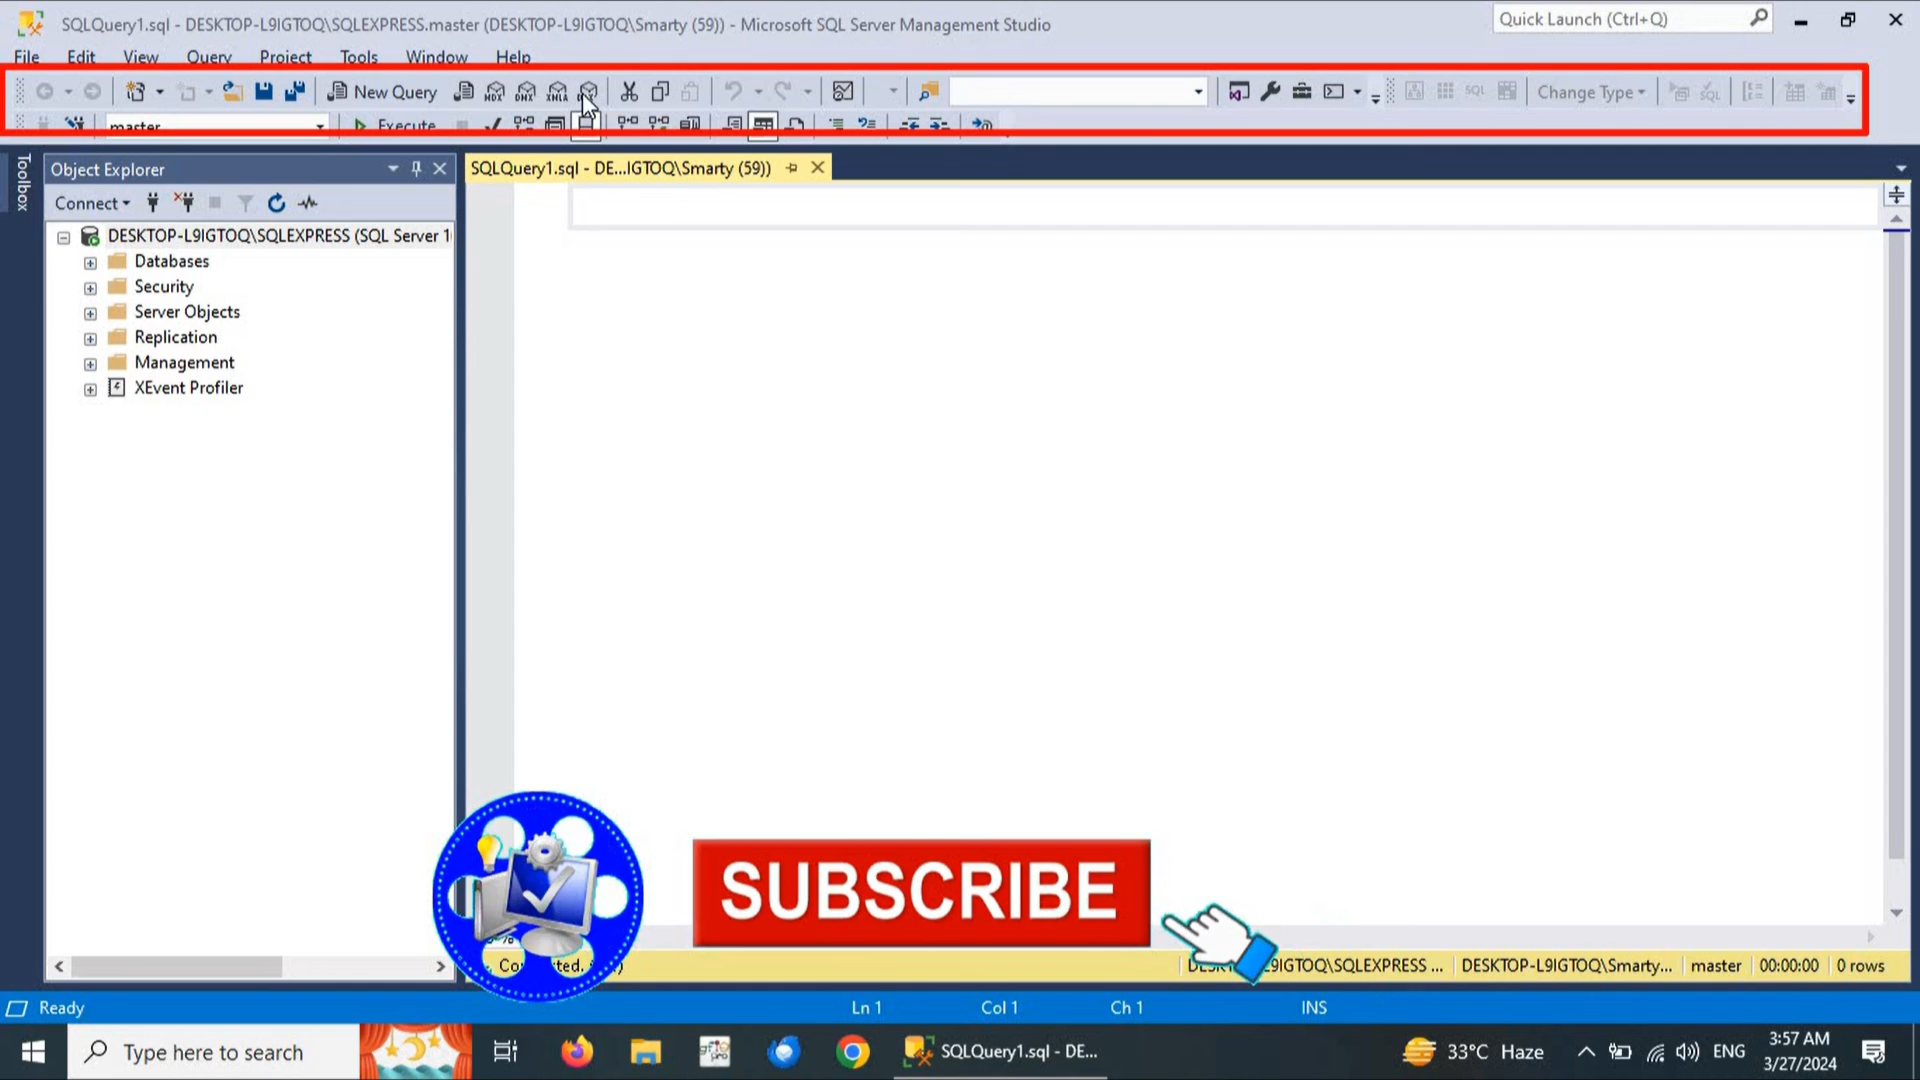 SQLQuery1.sql - DESKTOP-L9IGTOQ\SQLEXPRESS.master (DESKTOP-L9IGTOQ\Smarty (59)) - Microsoft SQL Server Management Studio
Quick Launch (Ctrl+Q)
File Edit View Query Project Tools Window Help
New Query MDX DMX XMLA SQL Change Type
master Execute
Toolbox
Object Explorer
SQLQuery1.sql - DE...IGTOQ\Smarty (59))
Connect
DESKTOP-L9IGTOQ\SQLEXPRESS (SQL Server 1
Databases
Security
Server Objects
Replication
Management
XEvent Profiler
SUBSCRIBE
DESKTOP-L9IGTOQ\Smarty... master 00:00:00 0 rows
Ready Ln 1 Col 1 Ch 1 INS
Type here to search
SQLQuery1.sql - DE...
33°C Haze
ENG
3:57 AM
3/27/2024